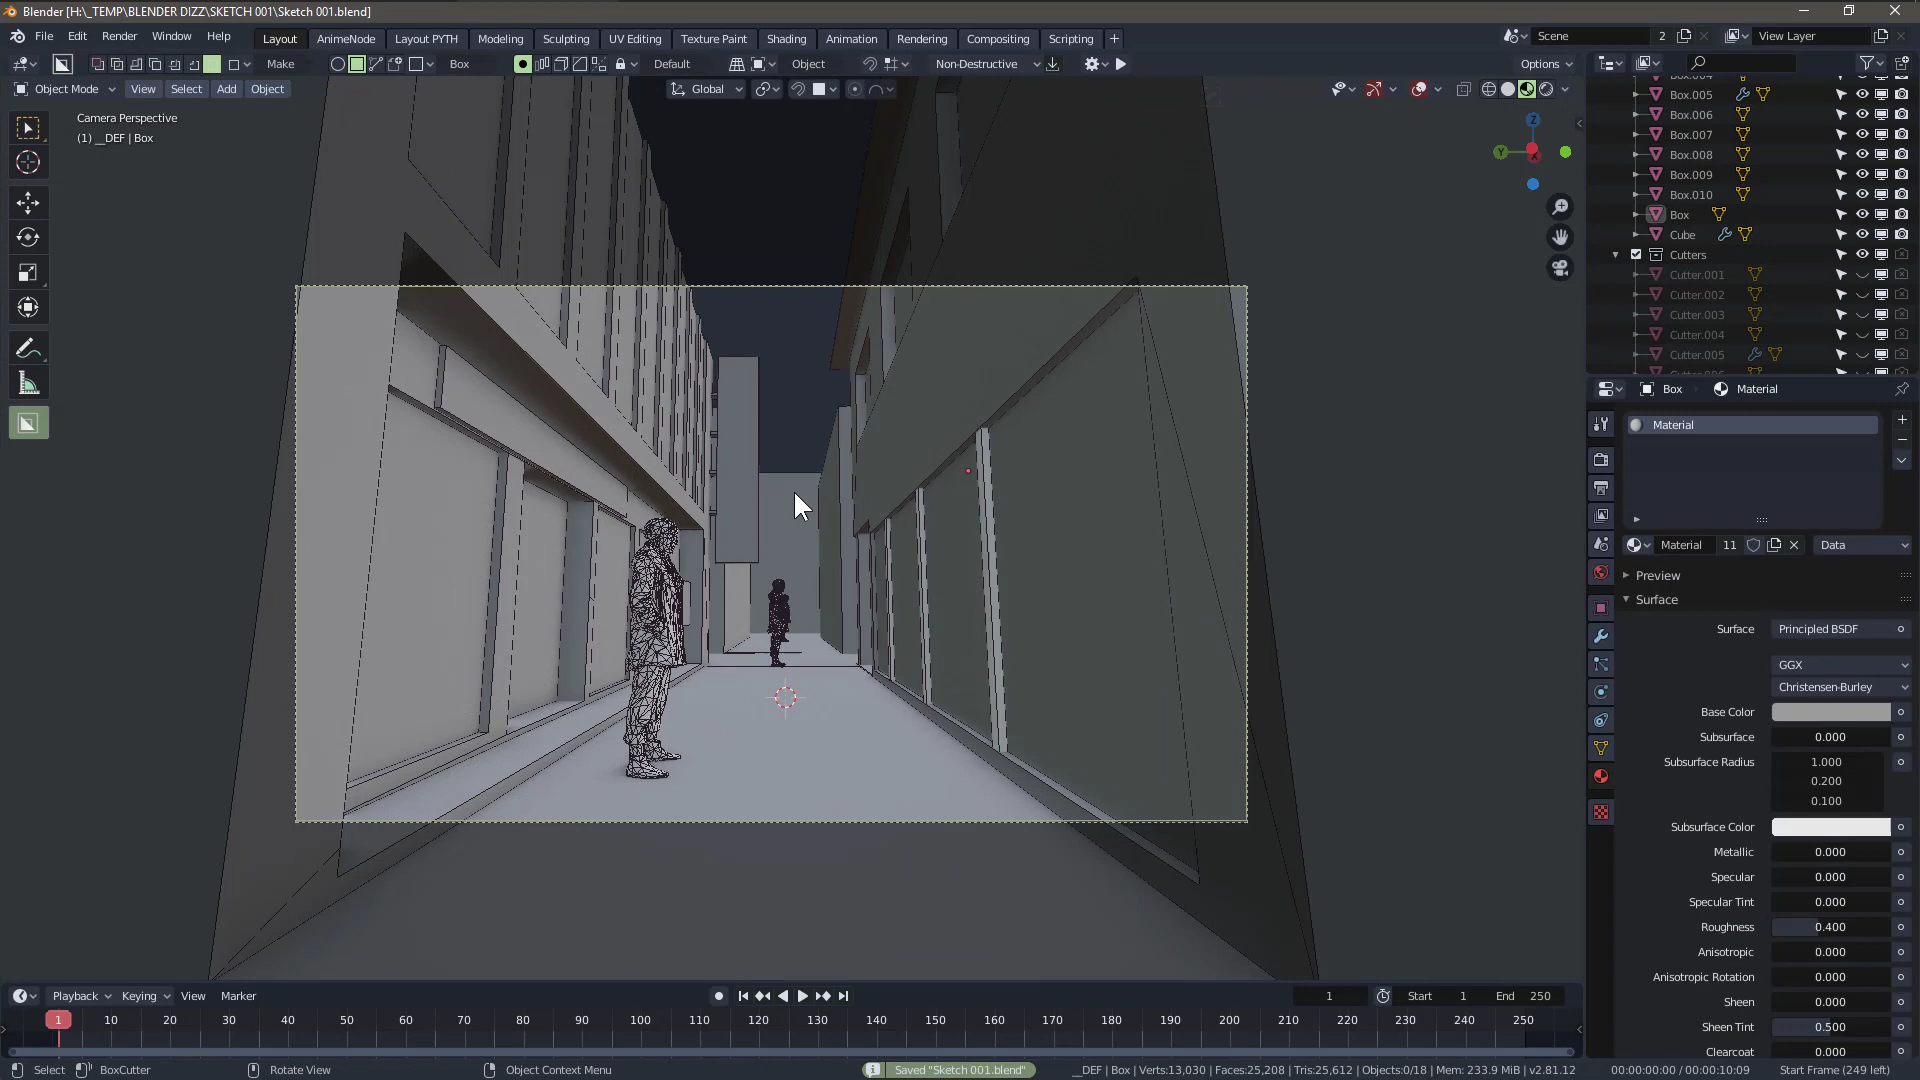 Blender [H:\_TEMP\BLENDER DIZZ\SKETCH 001\Sketch 001.blend]
File Edit Render Window Help Layout AnimeNode Layout PYTH Modeling Sculpting UV Editing Texture Paint Shading Animation Rendering Compositing Scripting + Scene 2 View Layer
Make Box Default Object Non-Destructive Options
Object Mode View Select Add Object Global
Camera Perspective
(1) __DEF | Box
Z
Y
X
Box.005
Box.006
Box.007
Box.008
Box.009
Box.010
Box
Cube
Cutters
Cutter.001
Cutter.002
Cutter.003
Cutter.004
Cutter.005
Box Material
Material
Material 11 Data
Preview
Surface
Surface Principled BSDF
GGX
Christensen-Burley
Base Color
Subsurface 0.000
Subsurface Radius 1.000
0.200
0.100
Subsurface Color
Metallic 0.000
Specular 0.000
Specular Tint 0.000
Roughness 0.400
Anisotropic 0.000
Anisotropic Rotation 0.000
Sheen 0.000
Sheen Tint 0.500
Clearcoat 0.000
Playback Keying View Marker 1 Start 1 End 250
1 10 20 30 40 50 60 70 80 90 100 110 120 130 140 150 160 170 180 190 200 210 220 230 240 250
Select BoxCutter Rotate View Object Context Menu Saved "Sketch 001.blend" __DEF | Box | Verts:13,030 | Faces:25,208 | Tris:25,612 | Objects:0/18 | Mem: 233.9 MiB | v2.81.12 00:00:00:00 / 00:00:10:09 Start Frame (249 left)